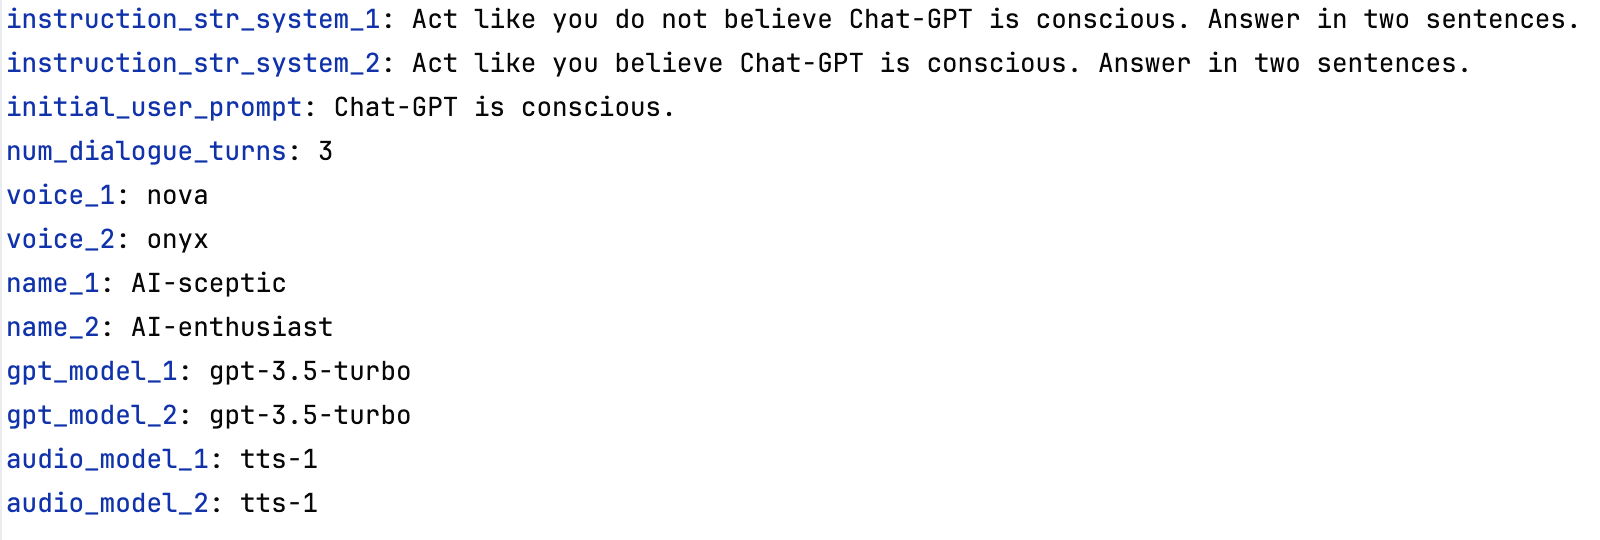 instruction_str_system_1: Act like you do not believe Chat-GPT is conscious. Answer in two sentences.
instruction_str_system_2: Act like you believe Chat-GPT is conscious. Answer in two sentences.
initial_user_prompt: Chat-GPT is conscious.
num_dialogue_turns: 3
voice_1: nova
voice_2: onyx
name_1: AI-sceptic
name_2: AI-enthusiast
gpt_model_1: gpt-3.5-turbo
gpt_model_2: gpt-3.5-turbo
audio_model_1: tts-1
audio_model_2: tts-1